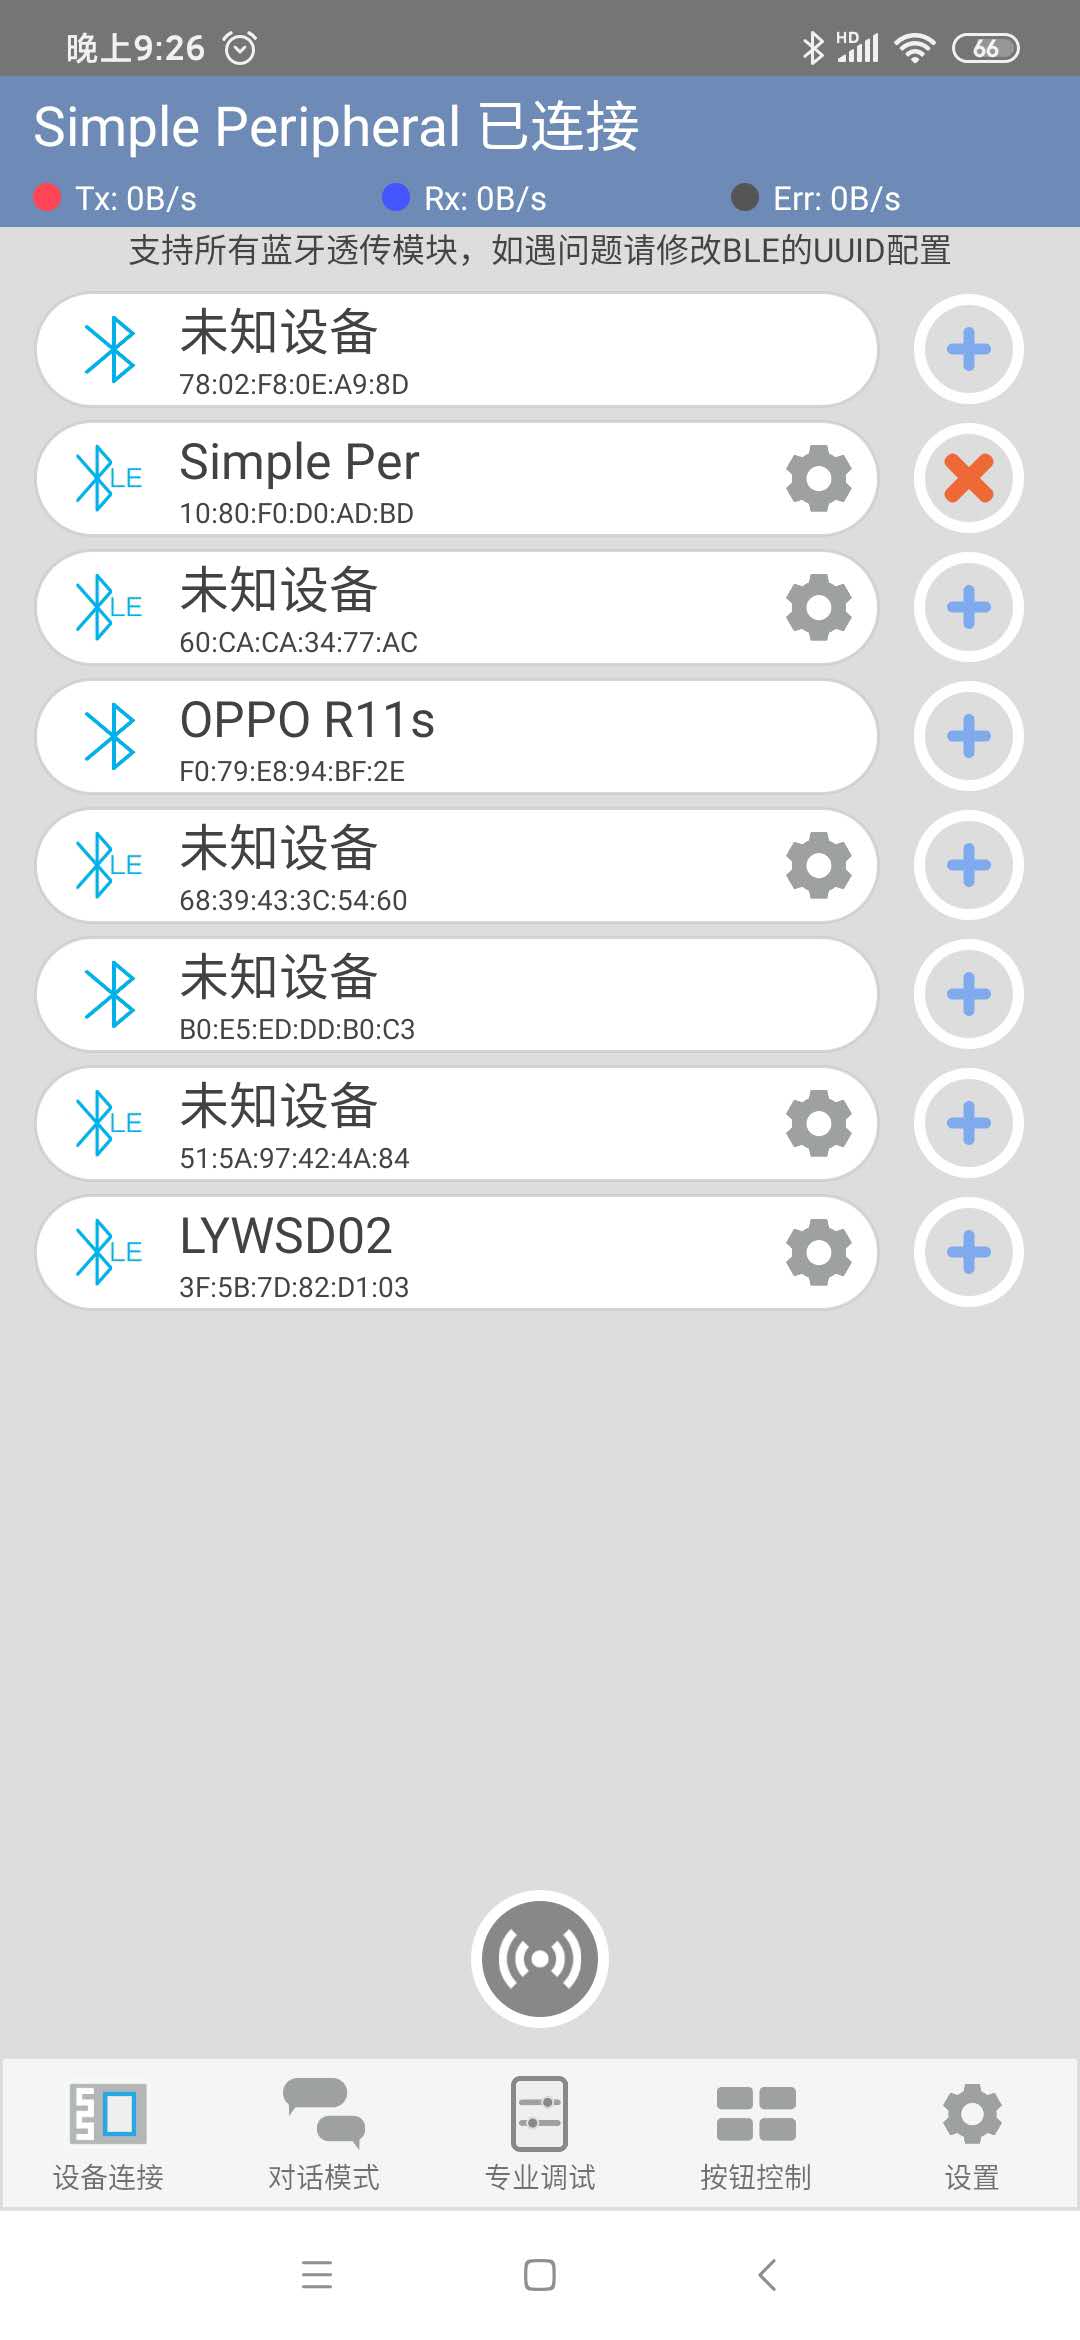 晚上9:26
HD
66
Simple Peripheral 已连接
Tx: 0B/s Rx: 0B/s Err: 0B/s
支持所有蓝牙透传模块，如遇问题请修改BLE的UUID配置
未知设备
78:02:F8:0E:A9:8D
LE
Simple Per
10:80:F0:D0:AD:BD
LE
未知设备
60:CA:CA:34:77:AC
OPPO R11s
F0:79:E8:94:BF:2E
LE
未知设备
68:39:43:3C:54:60
未知设备
B0:E5:ED:DD:B0:C3
LE
未知设备
51:5A:97:42:4A:84
LE
LYWSD02
3F:5B:7D:82:D1:03
设备连接 对话模式 专业调试 按钮控制 设置